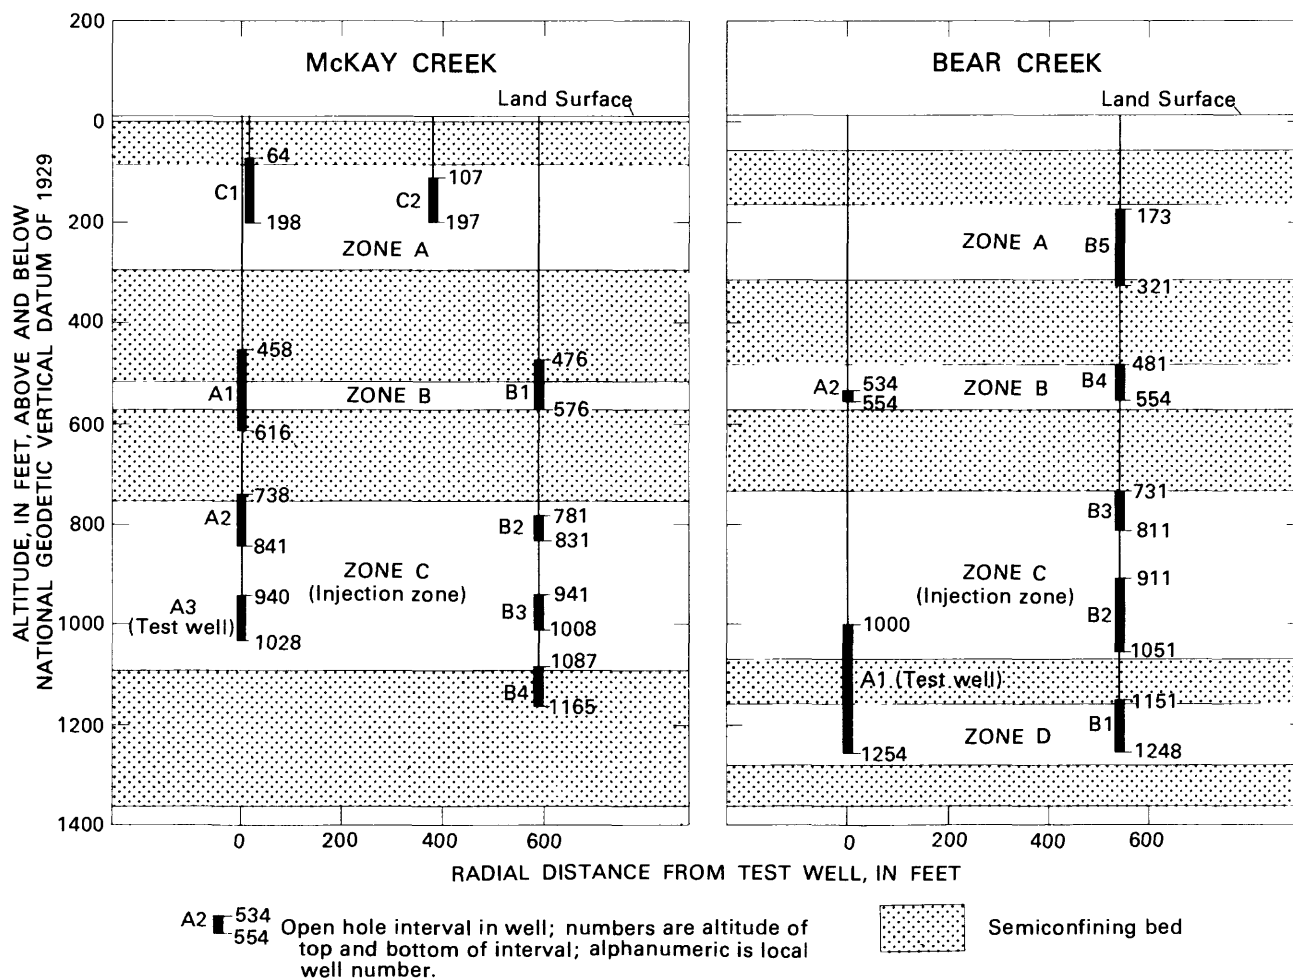 McKAY CREEK
Land Surface
200
0
200
400
600
800
1000
1200
1400
ALTITUDE, IN FEET, ABOVE AND BELOW
NATIONAL GEODETIC VERTICAL DATUM OF 1929
64
C1
198
107
C2
197
ZONE A
458
A1
616
ZONE B
476
B1
576
738
A2
841
781
B2
831
ZONE C
(Injection zone)
940
A3
(Test well)
1028
941
B3
1008
1087
B4
1165
0
200
400
600
BEAR CREEK
Land Surface
173
ZONE A
B5
321
481
534
A2
554
ZONE B
B4
554
731
B3
811
ZONE C
(Injection zone)
911
B2
1051
1000
A1 (Test well)
1254
1151
B1
1248
ZONE D
0
200
400
600
RADIAL DISTANCE FROM TEST WELL, IN FEET
A2
534
554
Open hole interval in well; numbers are altitude of
top and bottom of interval; alphanumeric is local
well number.
Semiconfining bed